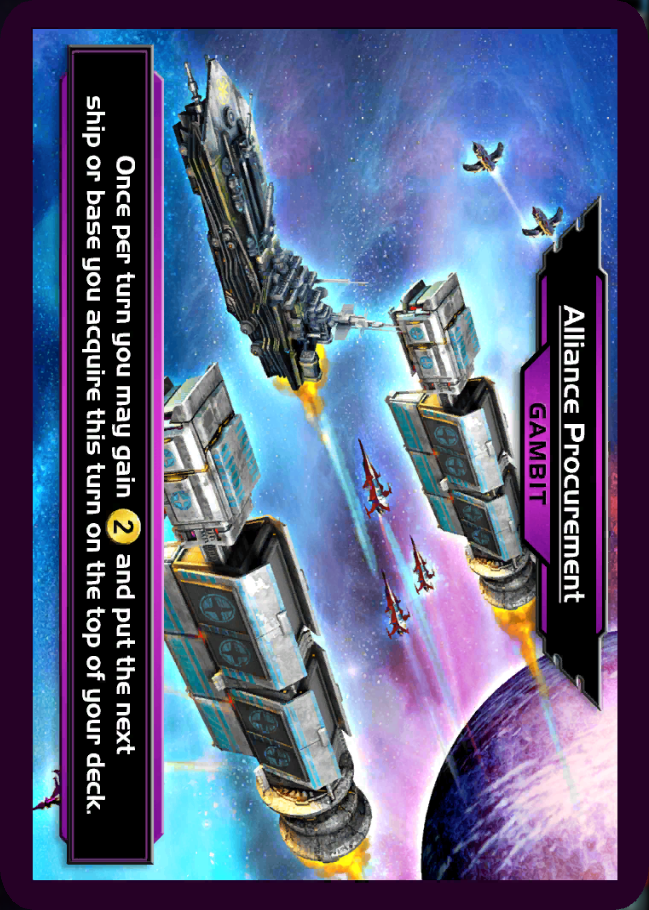 Alliance Procurement
GAMBIT
Once per turn you may gain 2 and put the next
ship or base you acquire this turn on the top of your deck.